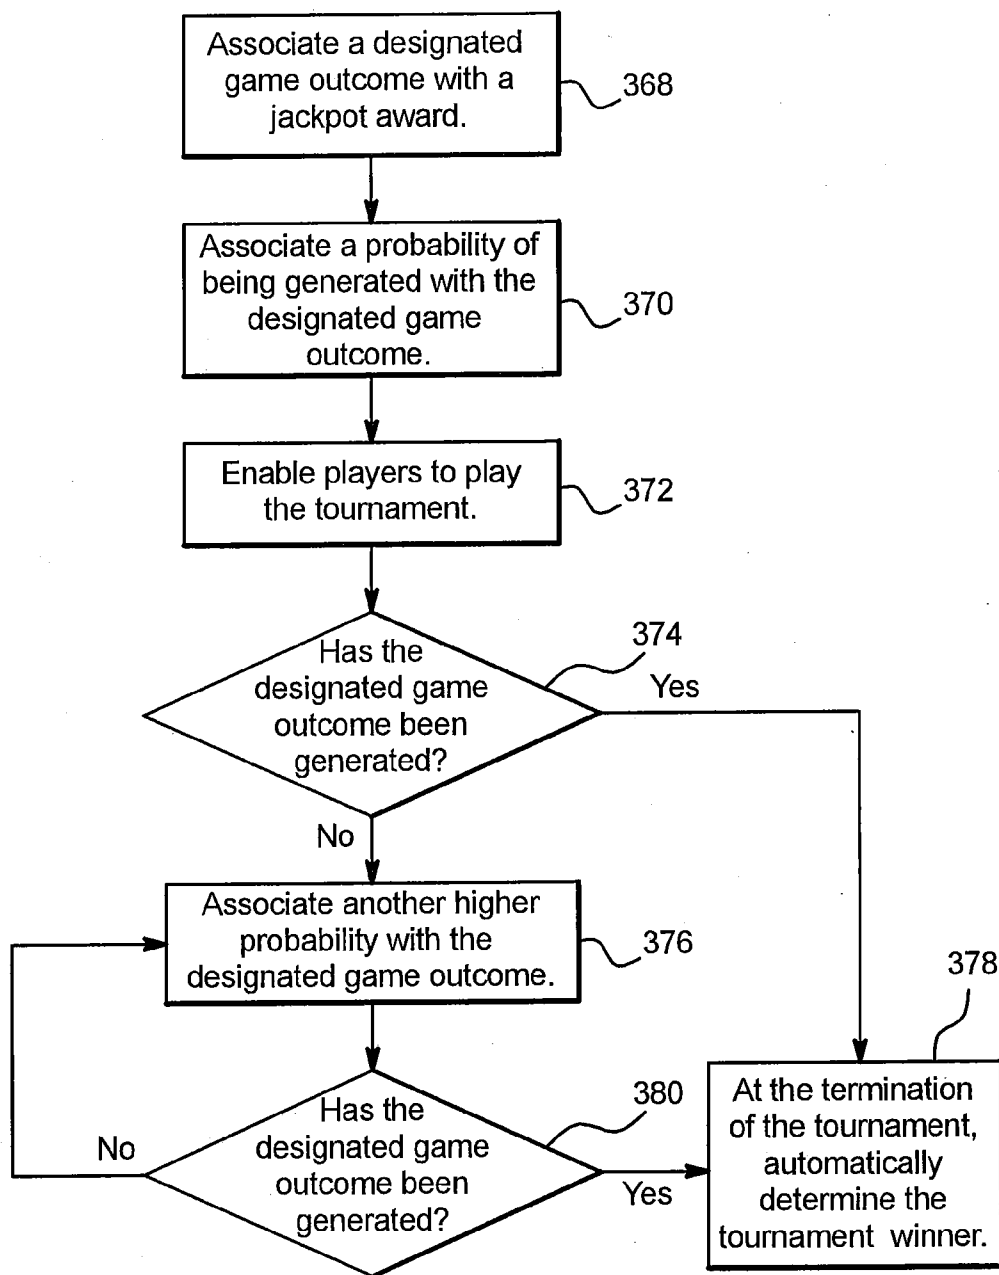 Associate a designated
game outcome with a
jackpot award.
368
Associate a probability of
being generated with the
designated game
outcome.
370
Enable players to play
the tournament.
372
Has the
designated game
outcome been
generated?
374
Yes
No
Associate another higher
probability with the
designated game outcome.
376
378
At the termination
of the tournament,
automatically
determine the
tournament winner.
Has the
designated game
outcome been
generated?
380
No
Yes